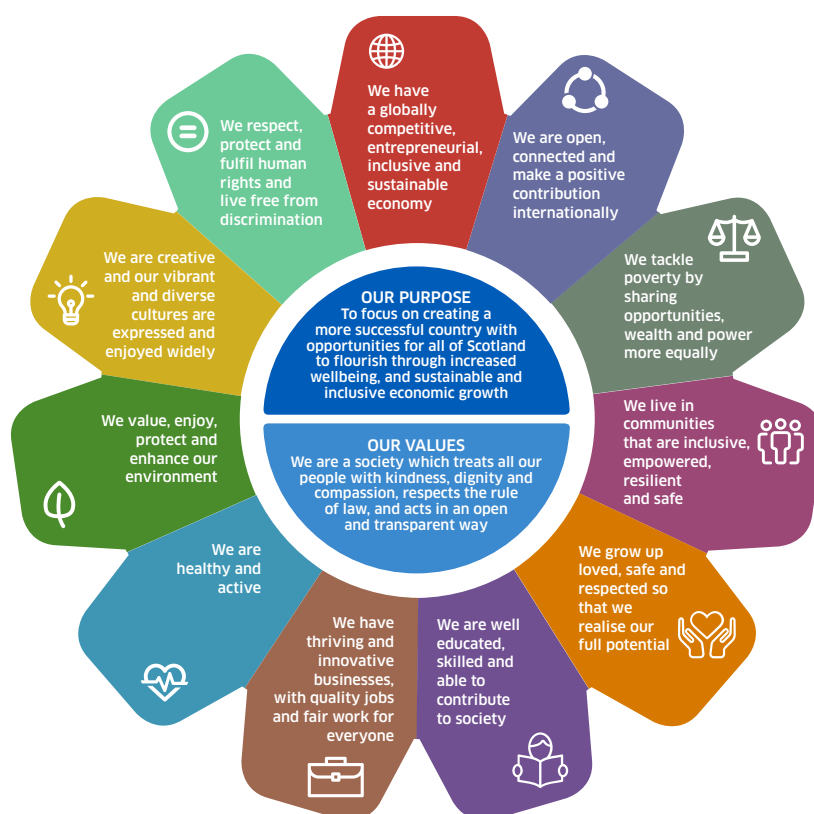 We have
a globally
competitive,
entrepreneurial,
inclusive and
sustainable
economy
We are open,
connected and
make a positive
contribution
internationally
We tackle
poverty by
sharing
opportunities,
wealth and power
more equally
We live in
communities
that are inclusive,
empowered,
resilient
and safe
We grow up
loved, safe and
respected so
that we
realise our
full potential
We are well
educated,
skilled and
able to
contribute
to society
We have
thriving and
innovative
businesses,
with quality jobs
and fair work for
everyone
We are
healthy and
active
We value, enjoy,
protect and
enhance our
environment
We are creative
and our vibrant
and diverse
cultures are
expressed and
enjoyed widely
We respect,
protect and
fulfil human
rights and
live free from
discrimination
OUR PURPOSE
To focus on creating a
more successful country with
opportunities for all of Scotland
to flourish through increased
wellbeing, and sustainable and
inclusive economic growth
OUR VALUES
We are a society which treats all our
people with kindness, dignity and
compassion, respects the rule
of law, and acts in an open
and transparent way